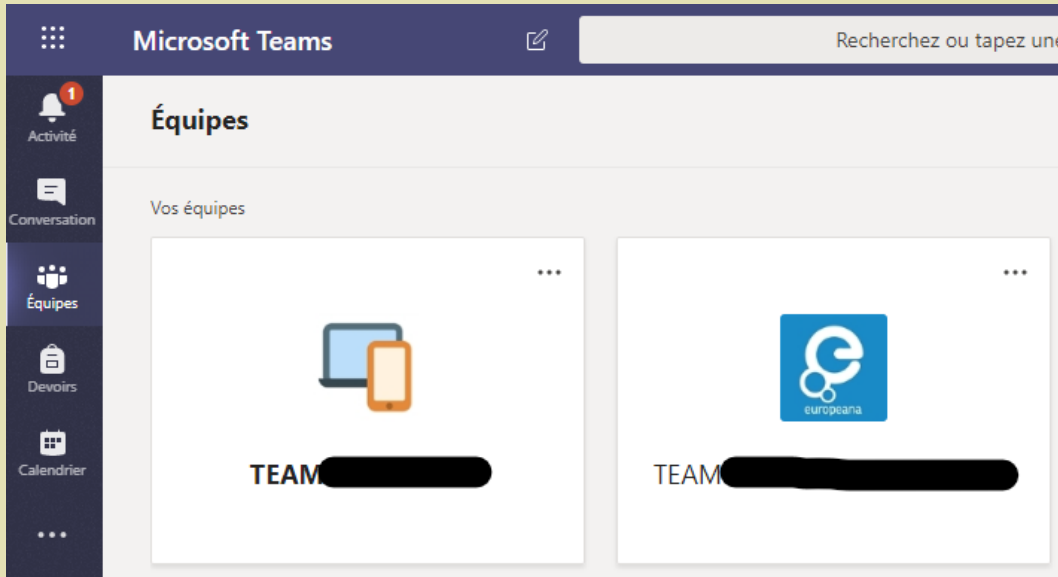 Microsoft Teams
Recherchez ou tapez une
1
Activité
Équipes
Conversation
Vos équipes
Équipes
Devoirs
europeana
Calendrier
TEAM
TEAM